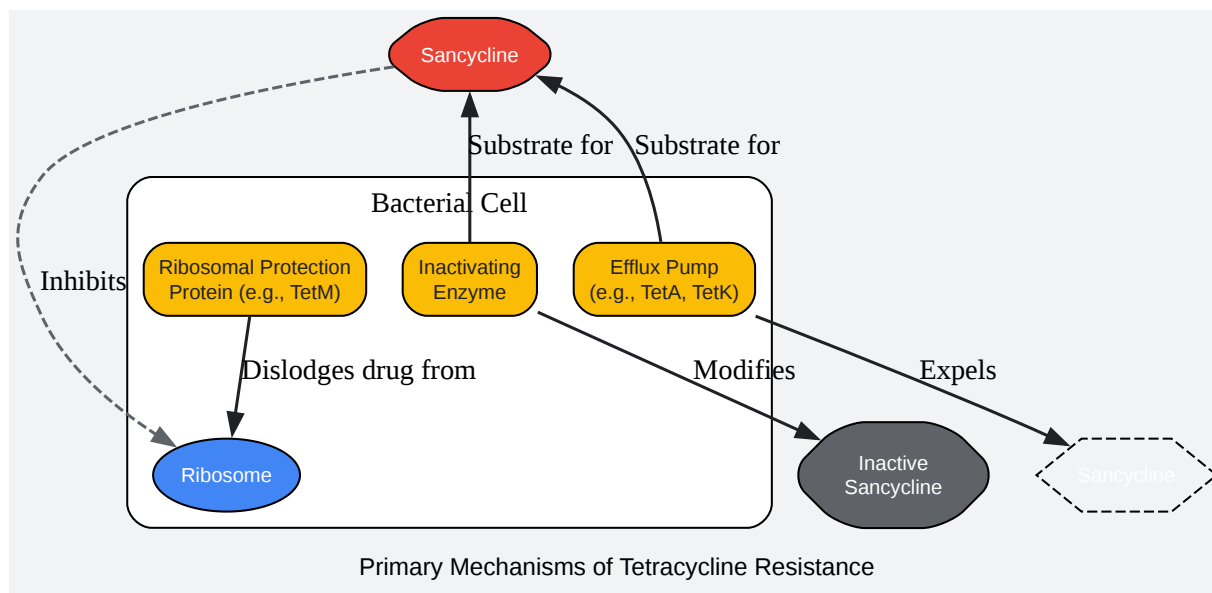 Sancycline
Substrate for
Substrate for
Bacterial Cell
Ribosomal Protection
Protein (e.g., TetM)
Inactivating
Enzyme
Efflux Pump
(e.g., TetA, TetK)
Inhibits
Dislodges drug from
Modifies
Expels
Ribosome
Inactive
Sancycline
Sancycline
Primary Mechanisms of Tetracycline Resistance